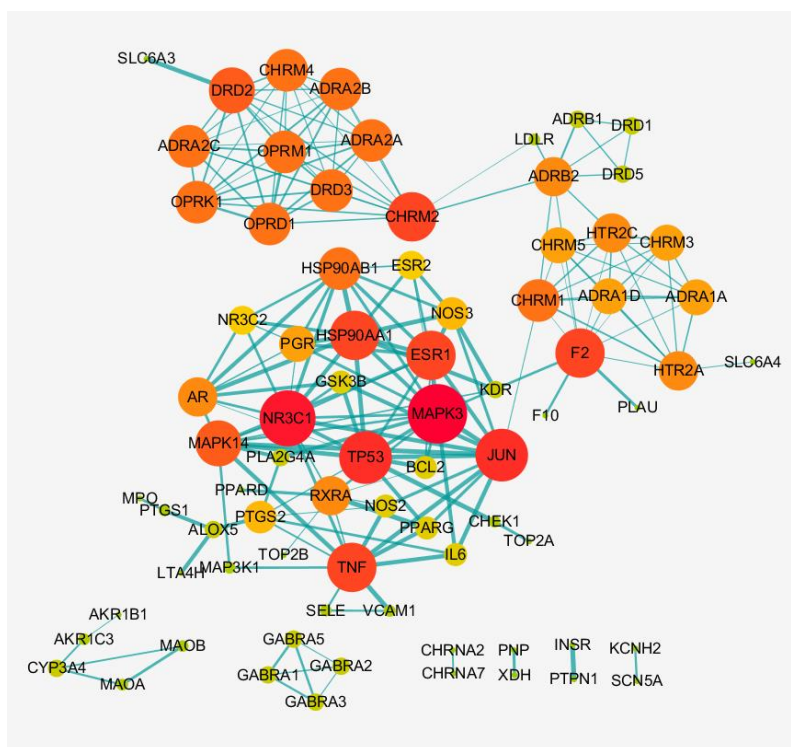 SLC6A3
CHRM4
DRD2
ADRA2B
ADRB1
DRD1
ADRA2C
OPRM1
ADRA2A
LDLR
DRD5
OPRK1
DRD3
ADRB2
OPRD1
CHRM2
HTR2C
CHRM5
CHRM3
HSP90AB1
ESR2
CHRM1
ADRA1D
ADRA1A
NR3C2
HSP90AA1
NOS3
PGR
ESR1
F2
SLC6A4
HTR2A
GSK3B
KDR
AR
PLAU
NR3C1
MAPK3
F10
MAPK14
PLA2G4A
TP53
BCL2
JUN
PPARD
RXRA
MPO
PTGS1
PTGS2
NOS2
CHEK1
ALOX5
PPARG
TOP2A
TOP2B
IL6
LTA4H
MAP3K1
TNF
SELE
VCAM1
AKR1B1
AKR1C3
MAOB
CYP3A4
MAOA
GABRA5
GABRA2
GABRA1
GABRA3
CHRNA2
PNP
INSR
KCNH2
CHRNA7
XDH
PTPN1
SCN5A